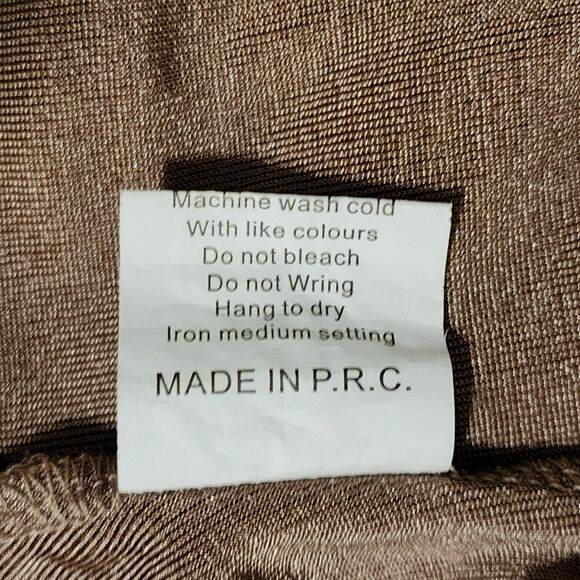 Machine wash cold
With like colours
Do not bleach
Do not Wring
Hang to dry
Iron medium setting
MADE IN P.R.C.